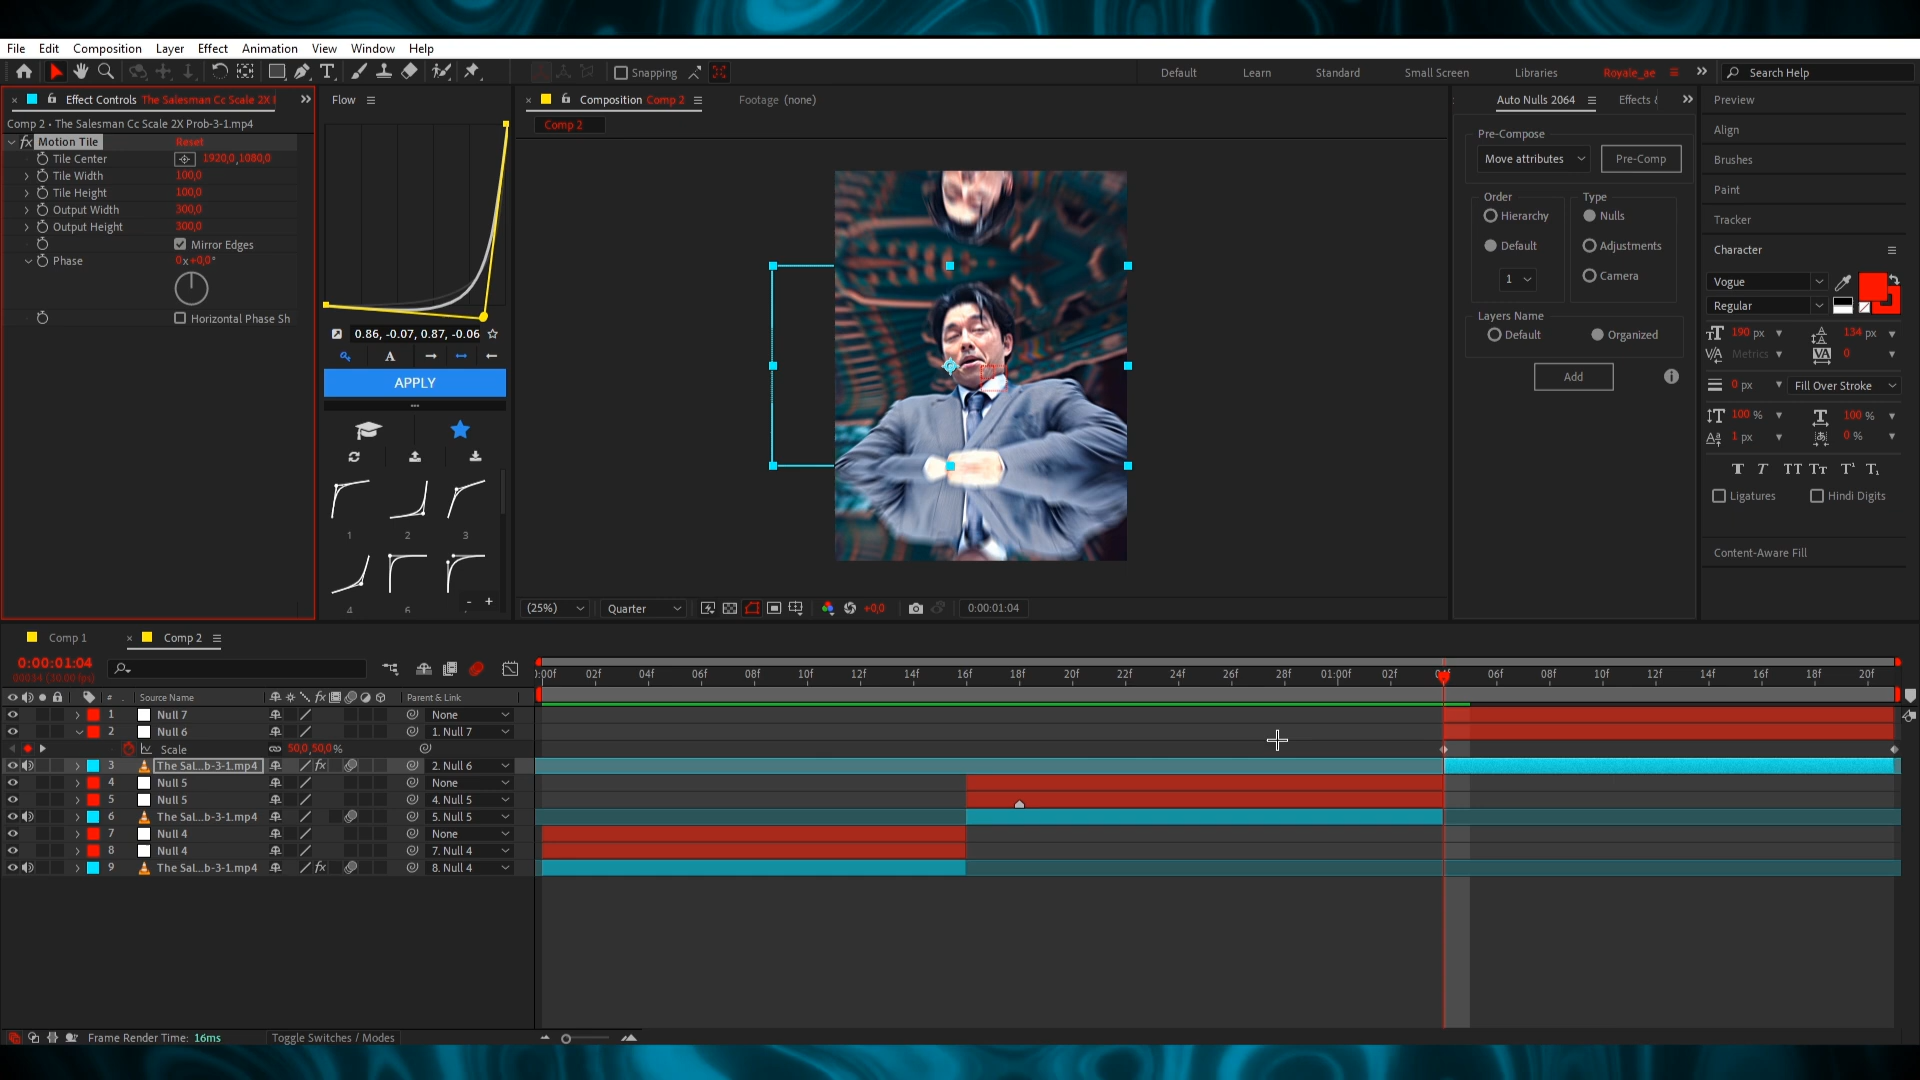 File Edit Composition Layer Effect Animation View Window Help
Snapping
Default Learn Standard Small Screen Libraries Royale_ae Search Help
Effect Controls The Salesman Cc Scale 2X
Comp 2 • The Salesman Cc Scale 2X Prob-3-1.mp4
fx Motion Tile Reset
Tile Center 1920,0,1080,0
Tile Width 100,0
Tile Height 100,0
Output Width 300,0
Output Height 300,0
Mirror Edges
Phase 0x+0,0°
Horizontal Phase Sh
Flow
0.86, -0.07, 0.87, -0.06
A
APPLY
1 2 3
4 5
- +
Composition Comp 2 Footage (none)
Comp 2
(25%) Quarter +0,0 0:00:01:04
Auto Nulls 2064 Effects
Pre-Compose
Move attributes Pre-Comp
Order Type
Hierarchy Nulls
Default Adjustments
1 Camera
Layers Name
Default Organized
Add
Preview
Align
Brushes
Paint
Tracker
Character
Vogue
Regular
190 px 134 px
Metrics 0
0 px Fill Over Stroke
100 % 100 %
1 px 0 %
T T TT Tt T¹ T₁
Ligatures Hindi Digits
Content-Aware Fill
Comp 1 Comp 2
0:00:01:04
00034 (30.00 fps)
:00f 02f 04f 06f 08f 10f 12f 14f 16f 18f 20f 22f 24f 26f 28f 01:00f 02f 04f 06f 08f 10f 12f 14f 16f 18f 20f
# Source Name fx Parent & Link
1 Null 7 None
2 Null 6 1. Null 7
Scale 50,0,50,0%
3 The Sal...b-3-1.mp4 fx 2. Null 6
4 Null 5 None
5 Null 5 4. Null 5
6 The Sal...b-3-1.mp4 5. Null 5
7 Null 4 None
8 Null 4 7. Null 4
9 The Sal...b-3-1.mp4 fx 8. Null 4
Frame Render Time: 16ms Toggle Switches / Modes